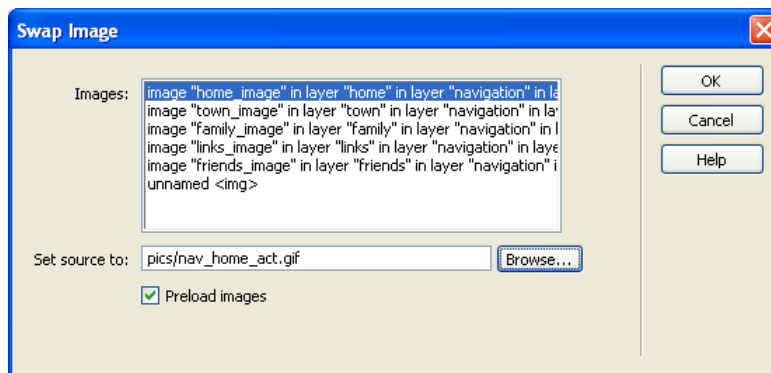 Swap Image
Images:
image "home_image" in layer "home" in layer "navigation" in la
image "town_image" in layer "town" in layer "navigation" in la
image "family_image" in layer "family" in layer "navigation" in l
image "links_image" in layer "links" in layer "navigation" in laye
image "friends_image" in layer "friends" in layer "navigation" i
unnamed <img>
OK
Cancel
Help
Set source to: pics/nav_home_act.gif Browse...
Preload images